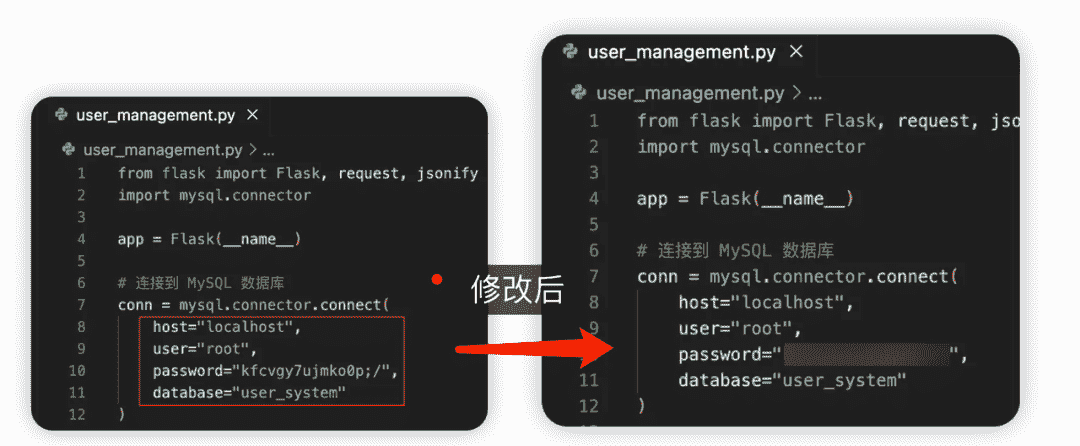 user_management.py ×
user_management.py > ...
1 from flask import Flask, request, jsonify
2 import mysql.connector
3
4 app = Flask(__name__)
5
6 # 连接到 MySQL 数据库
7 conn = mysql.connector.connect(
8 host="localhost",
9 user="root",
10 password="kfcvgy7ujmko0p;/",
11 database="user_system"
12 )
修改后
user_management.py ×
user_management.py > ...
1 from flask import Flask, request, jso
2 import mysql.connector
3
4 app = Flask(__name__)
5
6 # 连接到 MySQL 数据库
7 conn = mysql.connector.connect(
8 host="localhost",
9 user="root",
password="",
11 database="user_system"
12 )